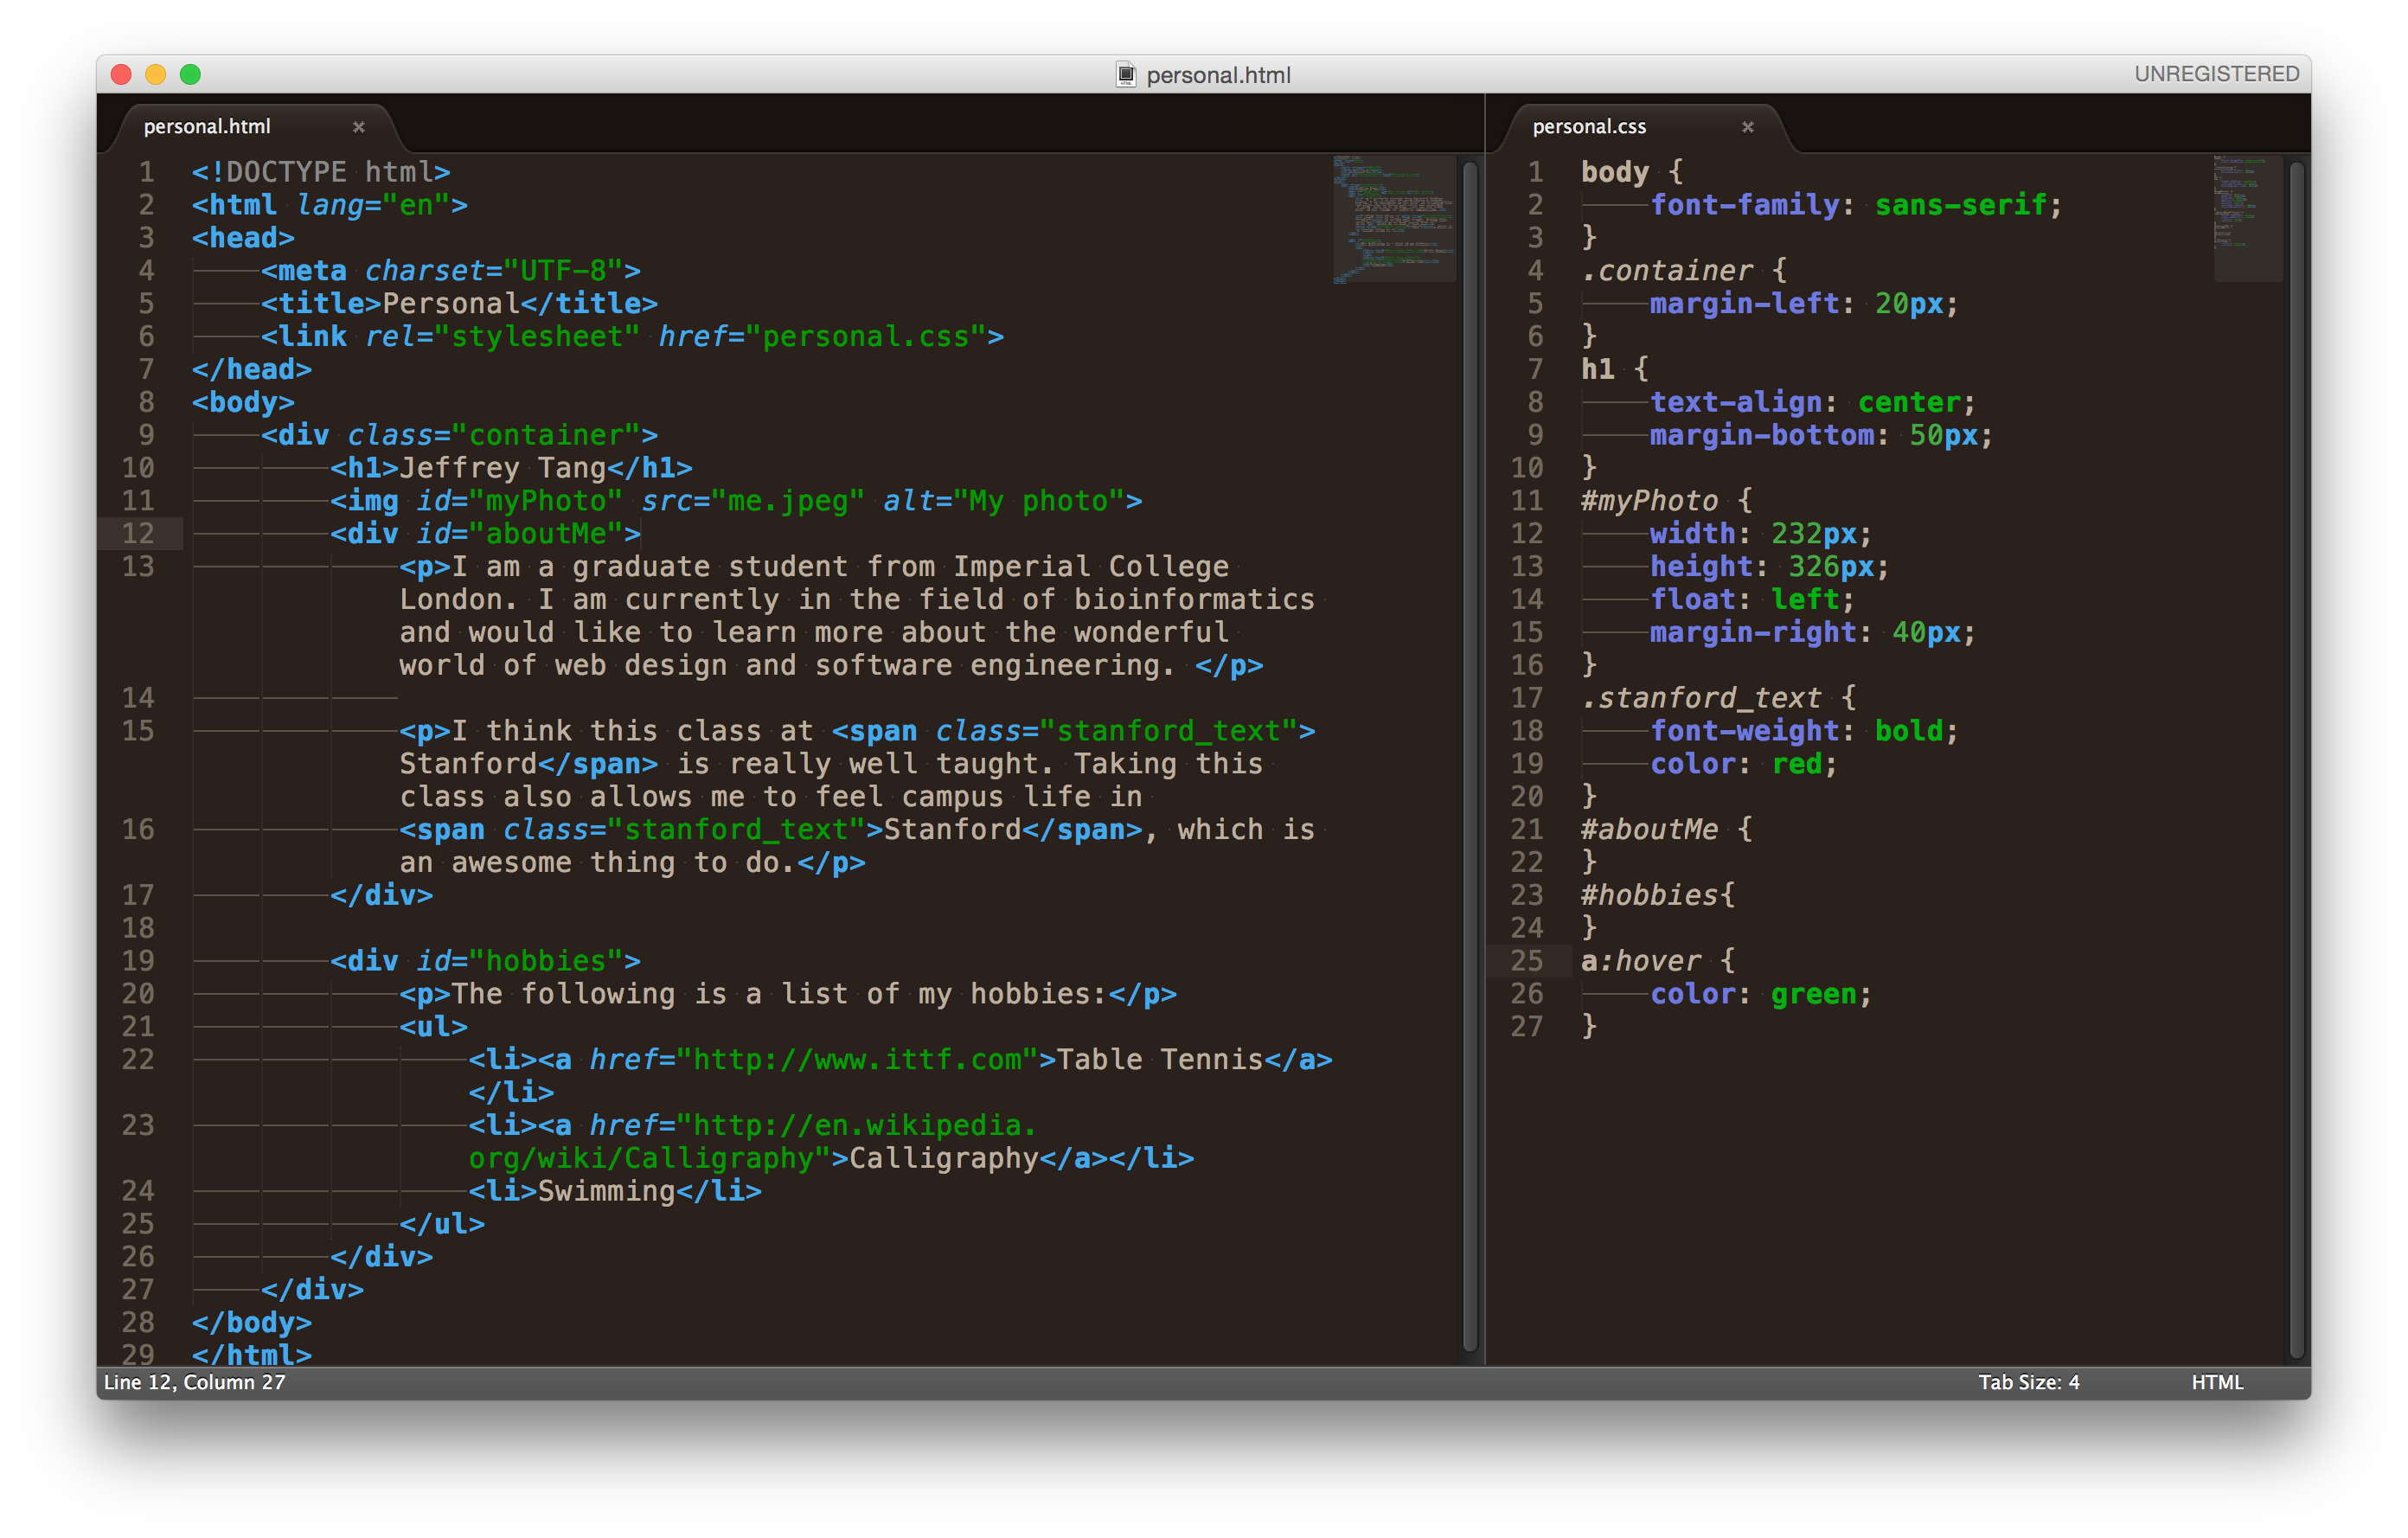 personal.html
UNREGISTERED
personal.html ×
1 <!DOCTYPE html>
2 <html lang="en">
3 <head>
4 <meta charset="UTF-8">
5 <title>Personal</title>
6 <link rel="stylesheet" href="personal.css">
7 </head>
8 <body>
9 <div class="container">
10 <h1>Jeffrey Tang</h1>
11 <img id="myPhoto" src="me.jpeg" alt="My photo">
12 <div id="aboutMe">
13 <p>I am a graduate student from Imperial College
London. I am currently in the field of bioinformatics
and would like to learn more about the wonderful
world of web design and software engineering. </p>
14
15 <p>I think this class at <span class="stanford_text">
Stanford</span> is really well taught. Taking this
class also allows me to feel campus life in
16 <span class="stanford_text">Stanford</span>, which is
an awesome thing to do.</p>
17 </div>
18
19 <div id="hobbies">
20 <p>The following is a list of my hobbies:</p>
21 <ul>
22 <li><a href="http://www.ittf.com">Table Tennis</a>
</li>
23 <li><a href="http://en.wikipedia.
org/wiki/Calligraphy">Calligraphy</a></li>
24 <li>Swimming</li>
25 </ul>
26 </div>
27 </div>
28 </body>
29 </html>
personal.css ×
1 body {
2 font-family: sans-serif;
3 }
4 .container {
5 margin-left: 20px;
6 }
7 h1 {
8 text-align: center;
9 margin-bottom: 50px;
10 }
11 #myPhoto {
12 width: 232px;
13 height: 326px;
14 float: left;
15 margin-right: 40px;
16 }
17 .stanford_text {
18 font-weight: bold;
19 color: red;
20 }
21 #aboutMe {
22 }
23 #hobbies{
24 }
25 a:hover {
26 color: green;
27 }
Line 12, Column 27
Tab Size: 4
HTML